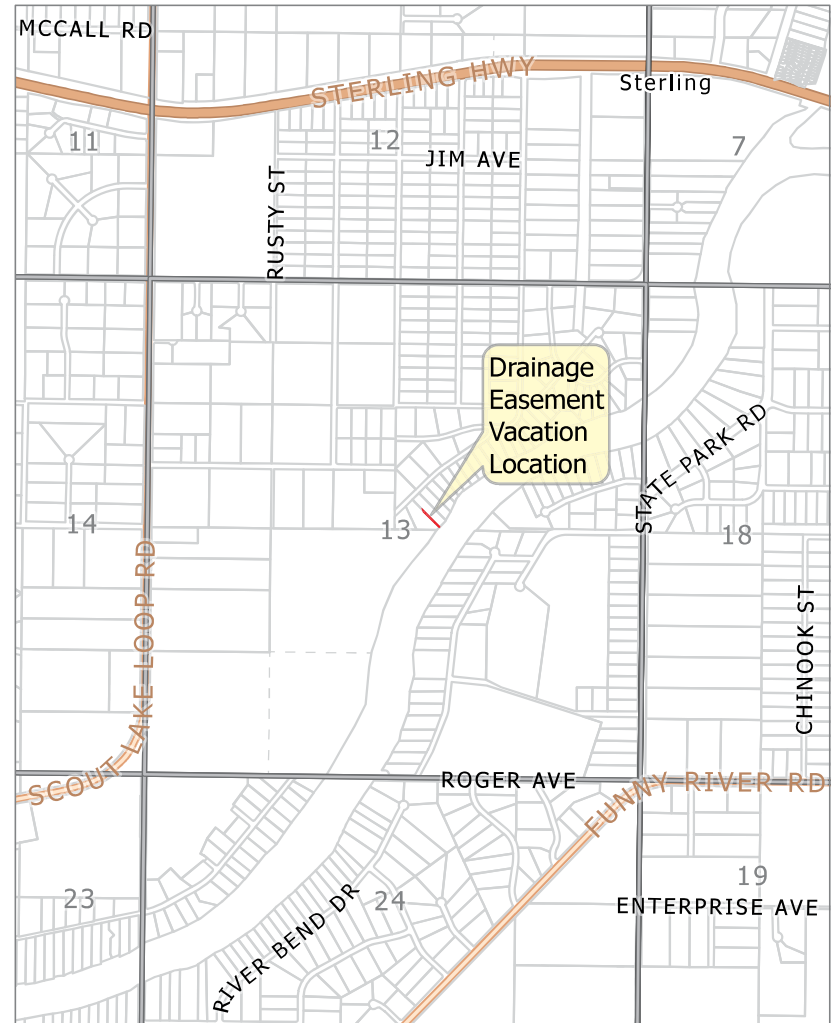 MCCALL RD
STERLING HWY
Sterling
11
12
JIM AVE
7
RUSTY ST
Drainage
Easement
Vacation
Location
STATE PARK RD
14
13
18
SCOUT LAKE LOOP RD
CHINOOK ST
ROGER AVE
FUNNY RIVER RD
23
24
19
RIVER BEND DR
ENTERPRISE AVE